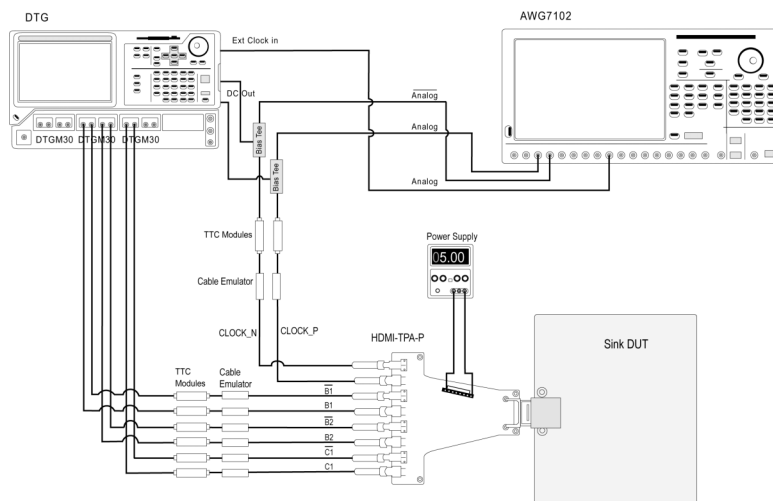 DTG
AWG7102
Ext Clock in
DC Out
Analog
Analog
Analog
DTGM30 DTGM30 DTGM30
Bias Tee
Bias Tee
TTC Modules
Power Supply
05.00
Cable Emulator
CLOCK_N
CLOCK_P
HDMI-TPA-P
Sink DUT
TTC
Modules
Cable
Emulator
B1
B1
B2
B2
C1
C1